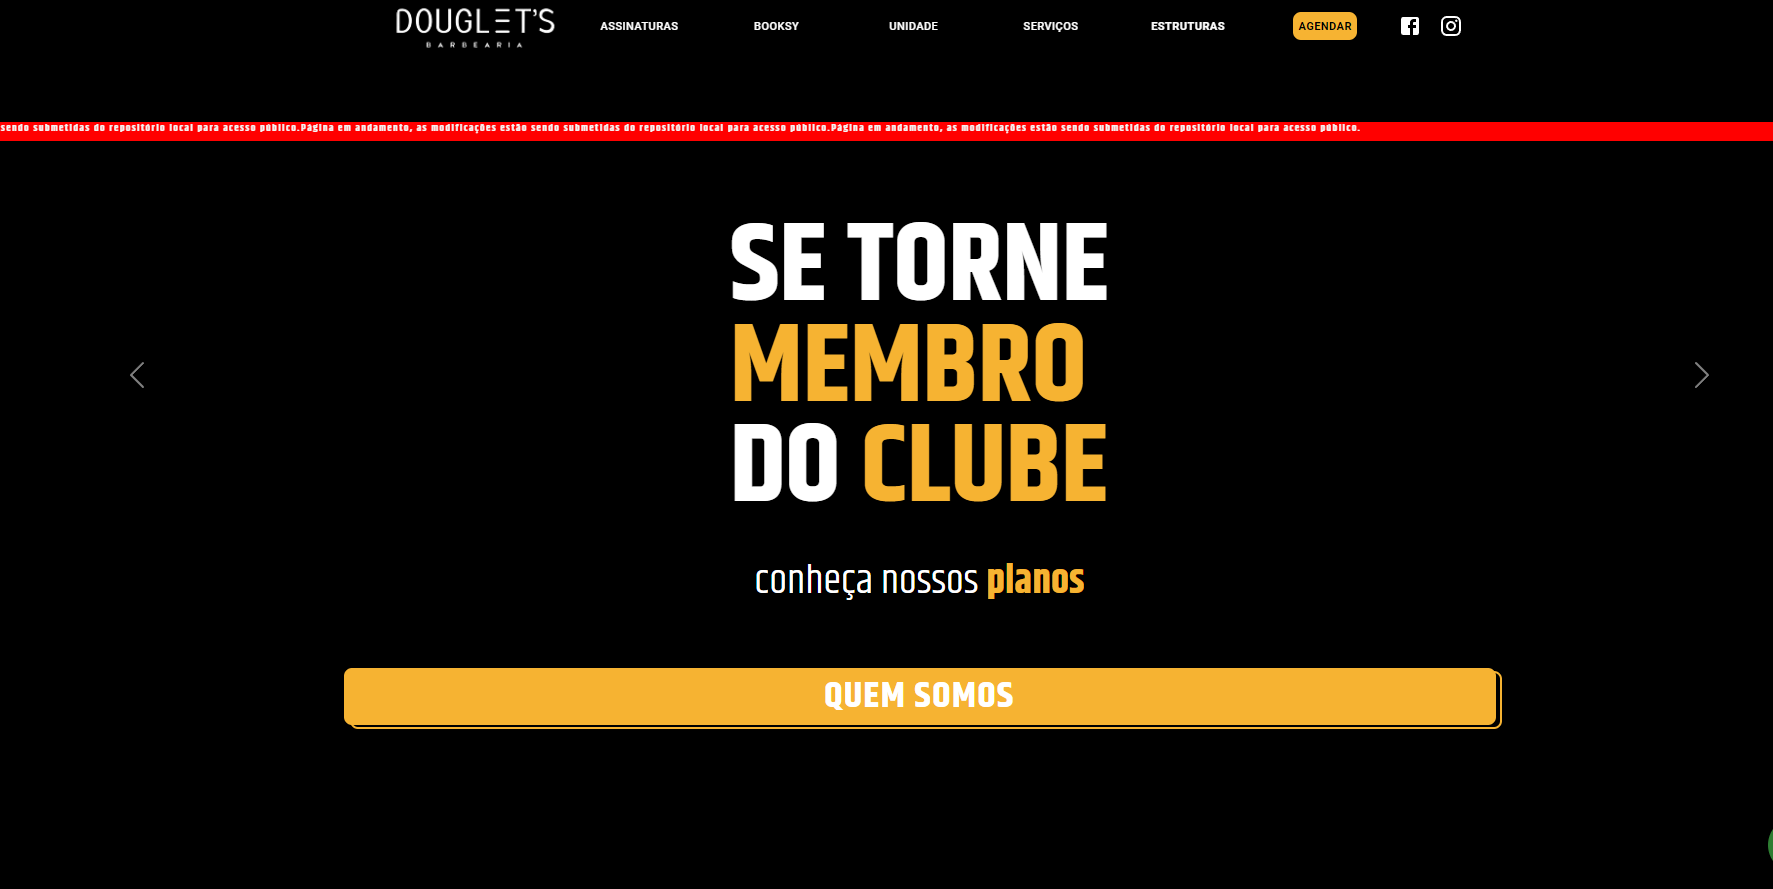 DOUGLET'S
BARBEARIA
ASSINATURAS
BOOKSY
UNIDADE
SERVIÇOS
ESTRUTURAS
AGENDAR
sendo submetidas do repositório local para acesso público.Página em andamento, as modificações estão sendo submetidas do repositório local para acesso público.Página em andamento, as modificações estão sendo submetidas do repositório local para acesso público.
SE TORNE
MEMBRO
DO CLUBE
conheça nossos planos
QUEM SOMOS